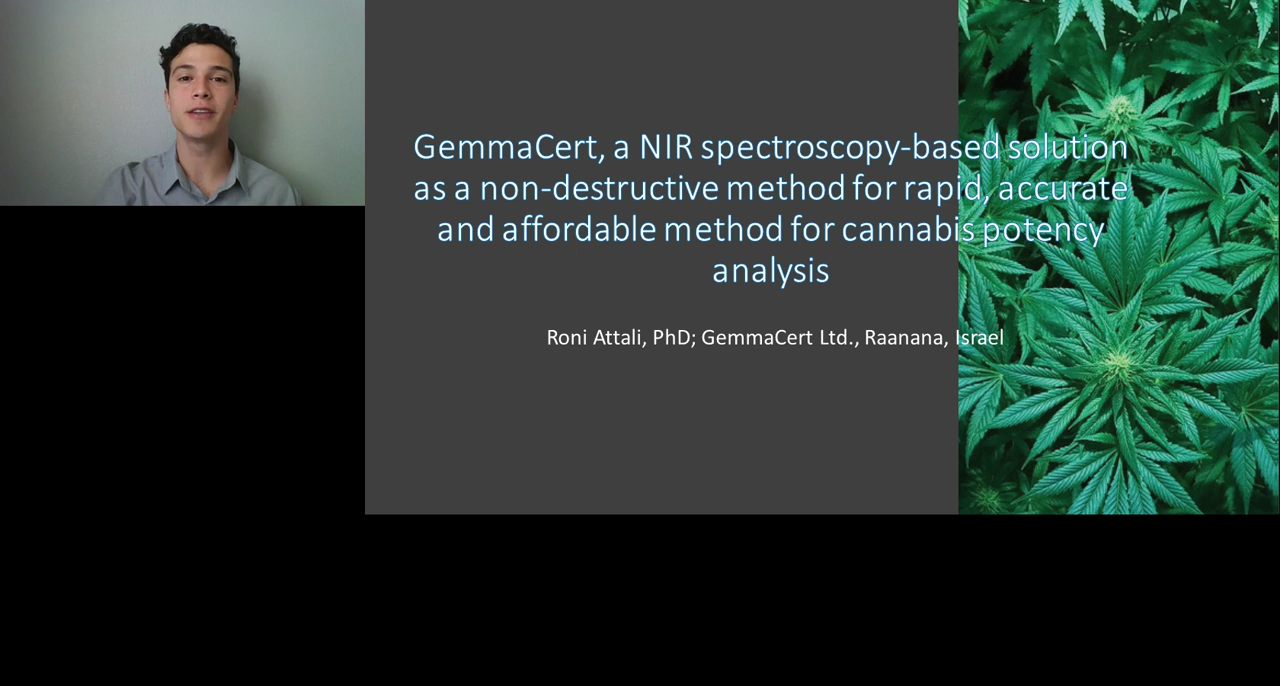 GemmaCert, a NIR spectroscopy-based solution
as a non-destructive method for rapid, accurate
and affordable method for cannabis potency
analysis
Roni Attali, PhD; GemmaCert Ltd., Raanana, Israel